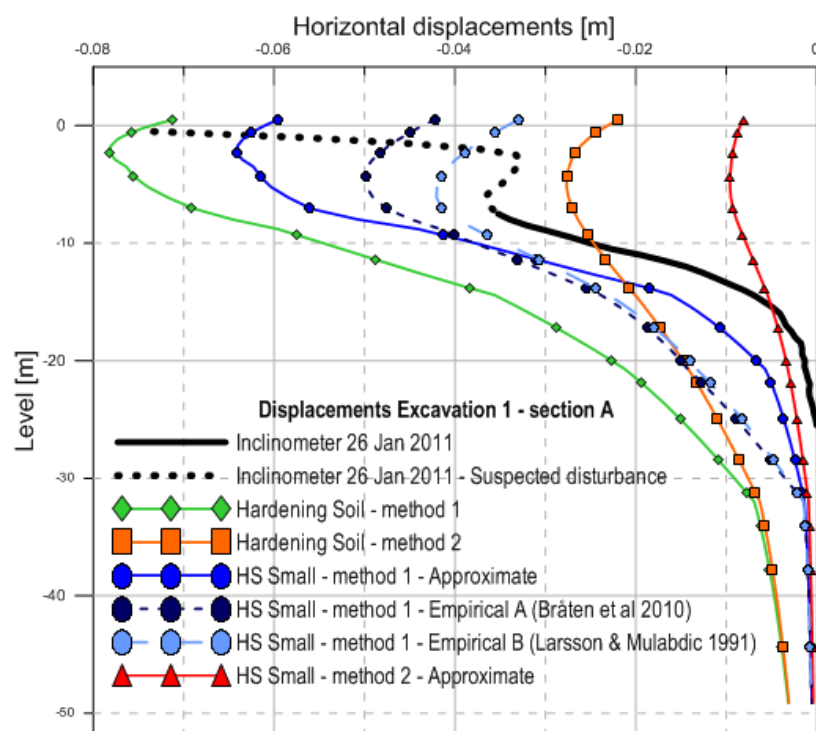 Horizontal displacements [m]
-0.08 -0.06 -0.04 -0.02 0
0
-10
-20
-30
-40
-50
Level [m]
Displacements Excavation 1 - section A
Inclinometer 26 Jan 2011
Inclinometer 26 Jan 2011 - Suspected disturbance
Hardening Soil - method 1
Hardening Soil - method 2
HS Small - method 1 - Approximate
HS Small - method 1 - Empirical A (Bråten et al 2010)
HS Small - method 1 - Empirical B (Larsson & Mulabdic 1991)
HS Small - method 2 - Approximate